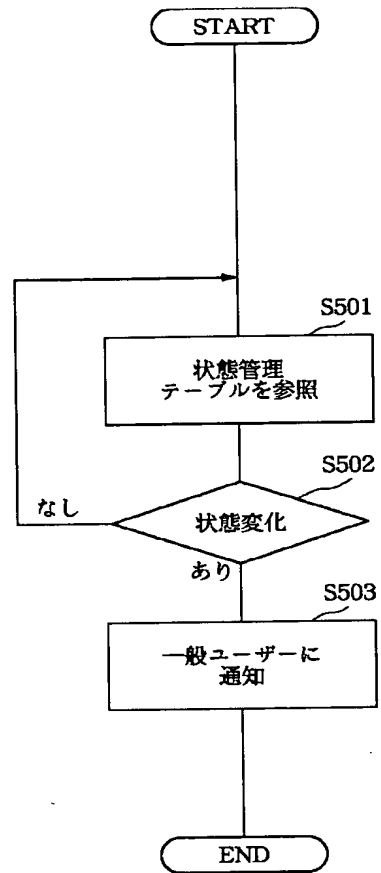 START
S501
状態管理
テーブルを参照
S502
なし
状態変化
あり
S503
一般ユーザーに
通知
END